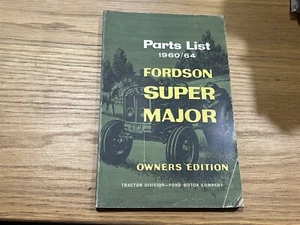 Parts List
1960/64
FORDSON
SUPER
MAJOR
OWNERS EDITION
TRACTOR DIVISION—FORD MOTOR COMPANY